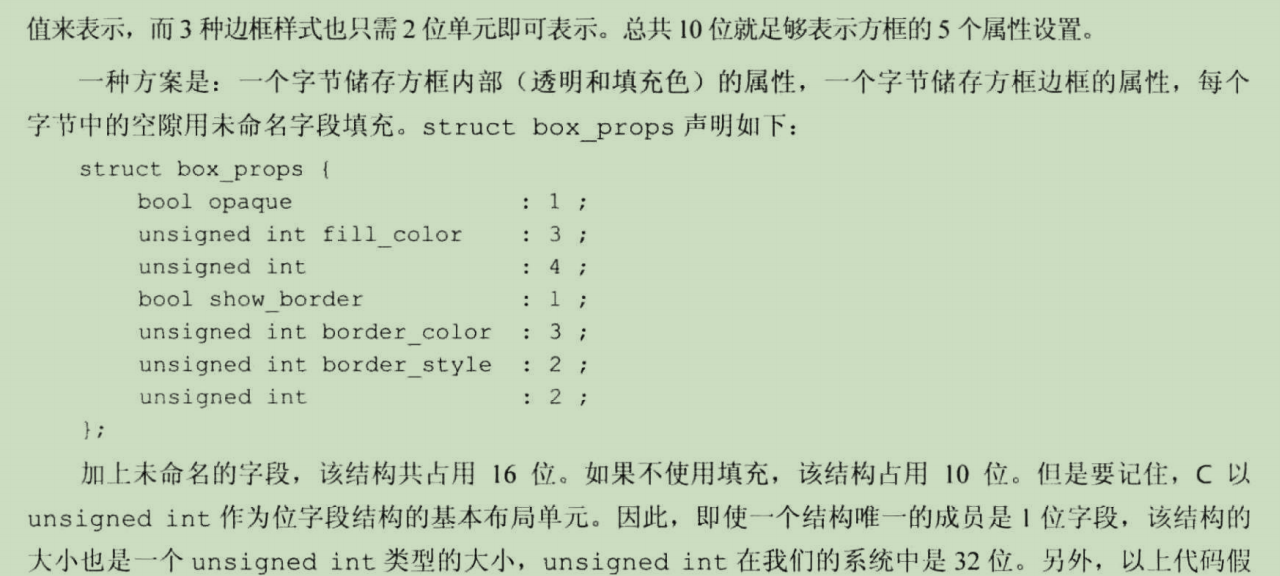 值来表示，而 3 种边框样式也只需 2 位单元即可表示。总共 10 位就足够表示方框的 5 个属性设置。
一种方案是：一个字节储存方框内部（透明和填充色）的属性，一个字节储存方框边框的属性，每个
字节中的空隙用未命名字段填充。struct box_props 声明如下：
struct box_props {
bool opaque : 1 ;
unsigned int fill_color : 3 ;
unsigned int : 4 ;
bool show_border : 1 ;
unsigned int border_color : 3 ;
unsigned int border_style : 2 ;
unsigned int : 2 ;
};
加上未命名的字段，该结构共占用 16 位。如果不使用填充，该结构占用 10 位。但是要记住，C 以
unsigned int 作为位字段结构的基本布局单元。因此，即使一个结构唯一的成员是 1 位字段，该结构的
大小也是一个 unsigned int 类型的大小，unsigned int 在我们的系统中是 32 位。另外，以上代码假